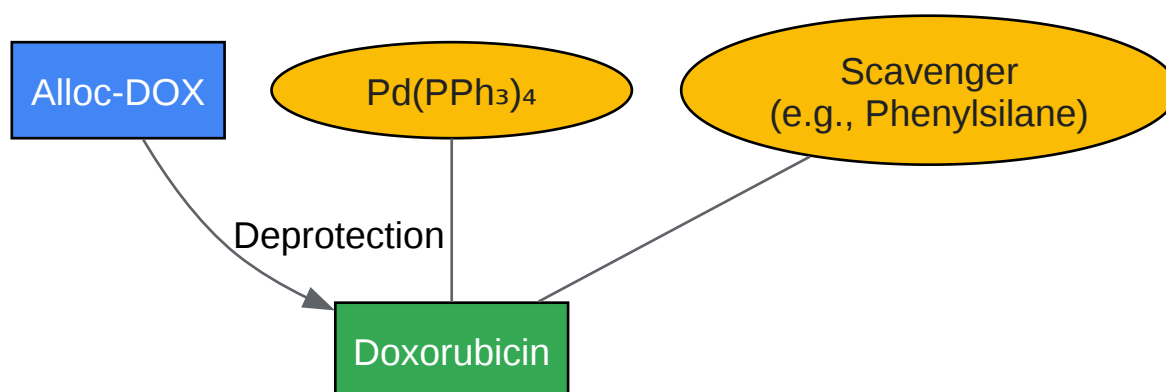 Alloc-DOX
Pd(PPh₃)₄
Scavenger
(e.g., Phenylsilane)
Deprotection
Doxorubicin